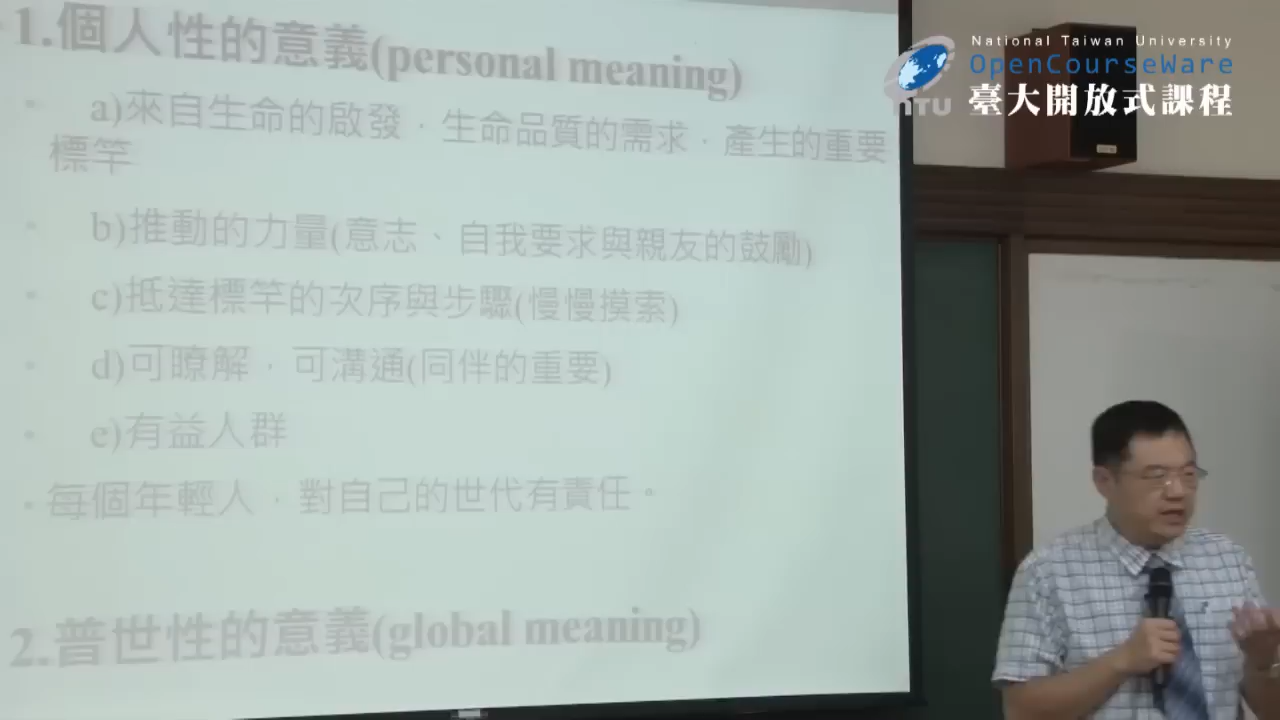 1.個人性的意義(personal meaning)
a)來自生命的啟發，生命品質的需求，產生的重要
標竿
b)推動的力量(意志、自我要求與親友的鼓勵)
c)抵達標竿的次序與步驟(慢慢摸索)
d)可瞭解，可溝通(同伴的重要)
e)有益人群
每個年輕人，對自己的世代有責任。
2.普世性的意義(global meaning)
National Taiwan University
OpenCourseWare
臺大開放式課程
NTU